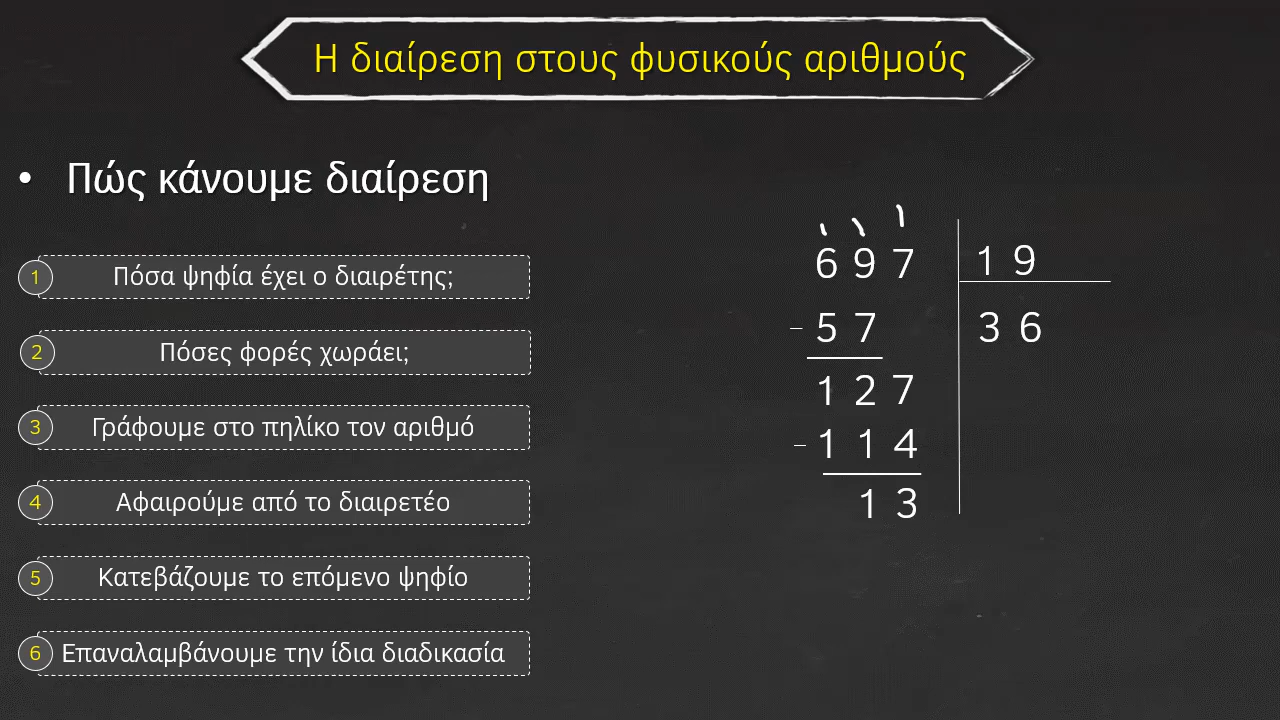 Η διαίρεση στους φυσικούς αριθμούς
• Πώς κάνουμε διαίρεση
1 Πόσα ψηφία έχει ο διαιρέτης;
2 Πόσες φορές χωράει;
3 Γράφουμε στο πηλίκο τον αριθμό
4 Αφαιρούμε από το διαιρετέο
5 Κατεβάζουμε το επόμενο ψηφίο
6 Επαναλαμβάνουμε την ίδια διαδικασία
6 9 7 1 9
- 5 7 3 6
1 2 7
- 1 1 4
1 3